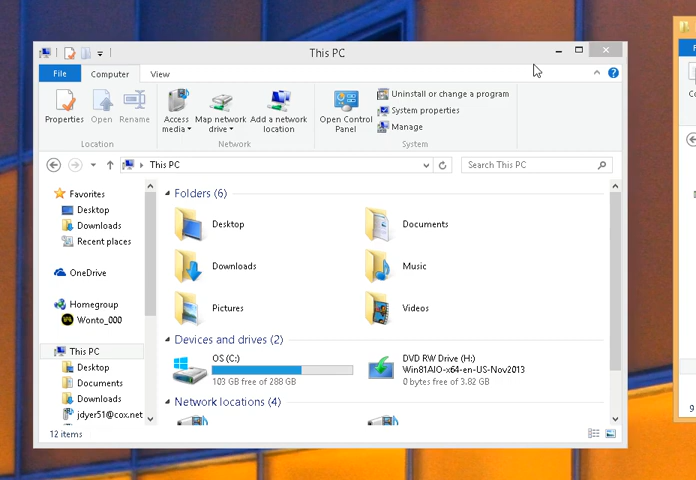 This PC
File
Computer
View
Properties
Open
Rename
Access media
Map network drive
Add a network location
Open Control Panel
Uninstall or change a program
System properties
Manage
Location
Network
System
This PC
Search This PC
Favorites
Desktop
Downloads
Recent places
OneDrive
Homegroup
Wonto_000
This PC
Desktop
Documents
Downloads
jdyer51@cox.net
Folders (6)
Desktop
Documents
Downloads
Music
Pictures
Videos
Devices and drives (2)
OS (C:)
103 GB free of 288 GB
DVD RW Drive (H:)
Win81AIO-x64-en-US-Nov2013
0 bytes free of 3.82 GB
Network locations (4)
12 items